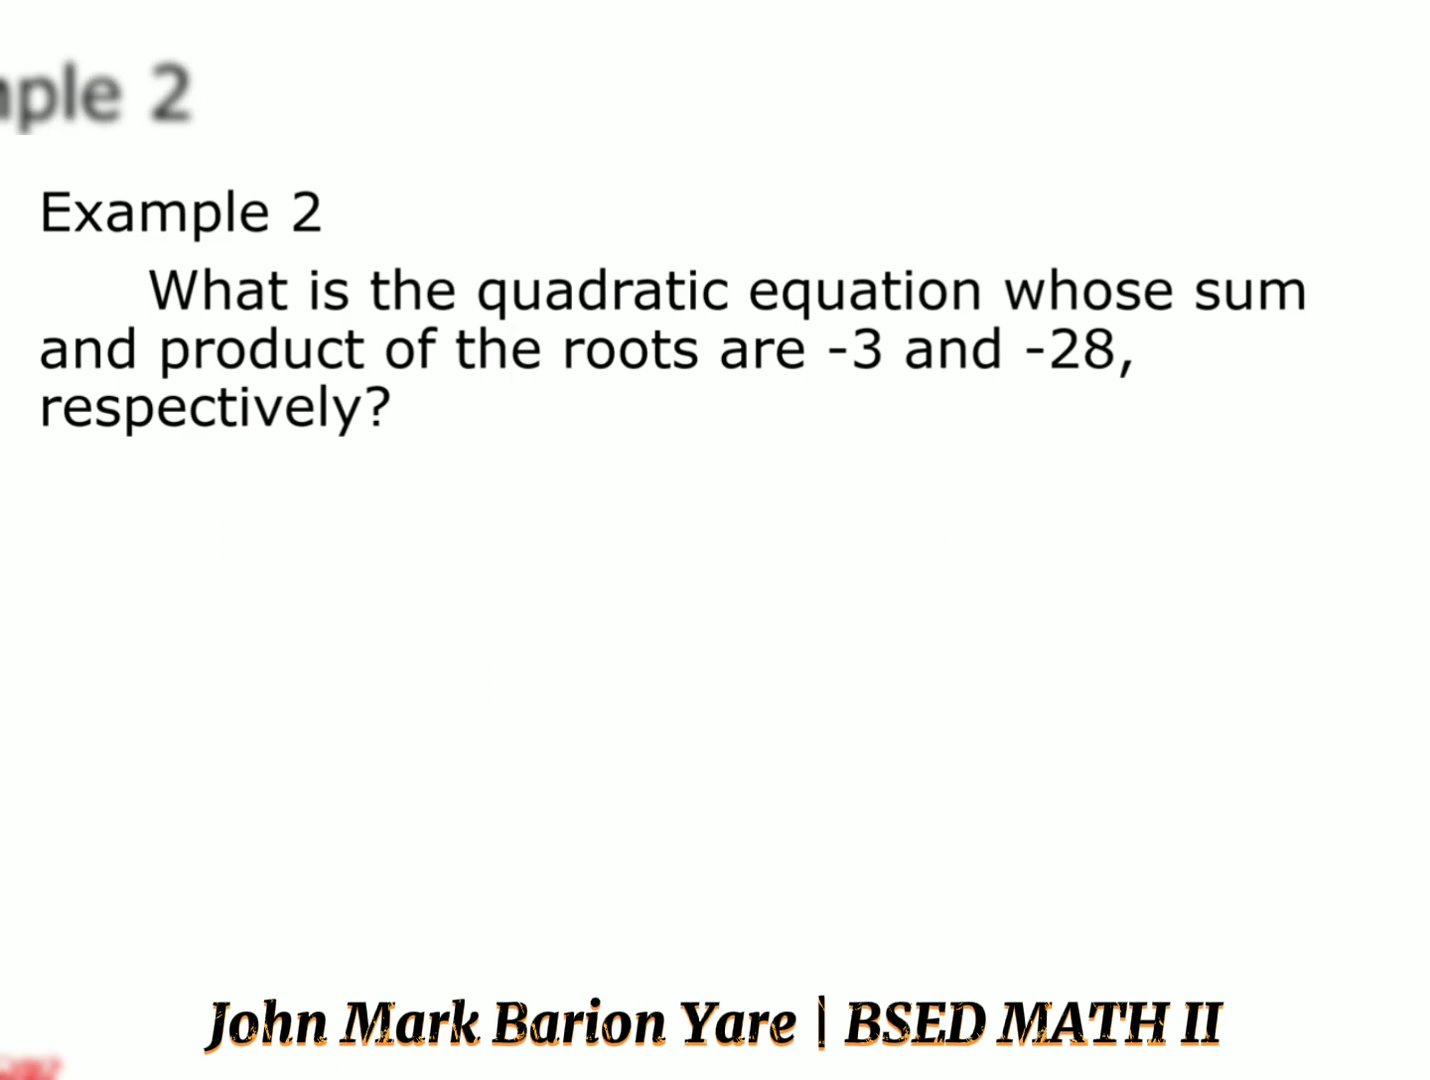 ple 2
Example 2
What is the quadratic equation whose sum
and product of the roots are -3 and -28,
respectively?
John Mark Barion Yare | BSED MATH II